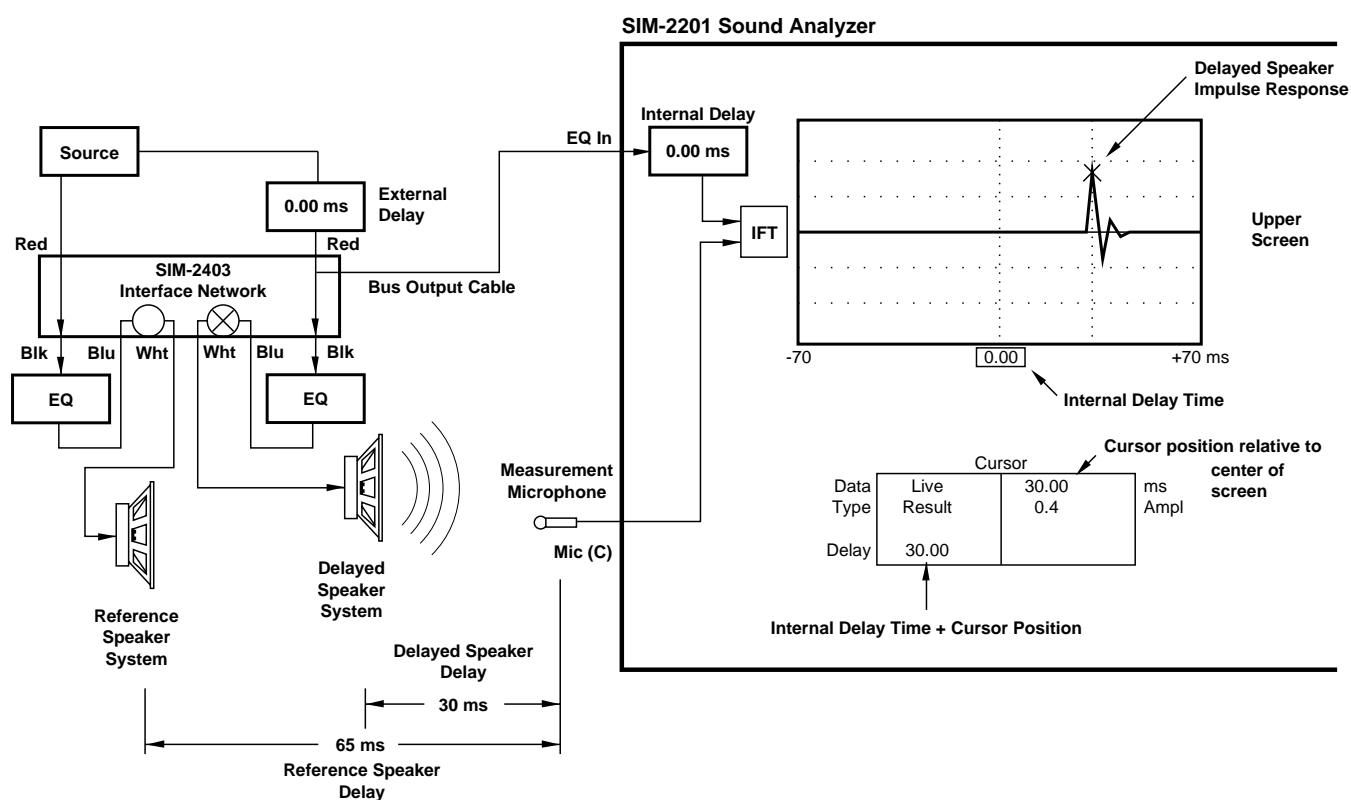 SIM-2201 Sound Analyzer
Delayed Speaker
Impulse Response
Internal Delay
EQ In
0.00 ms
Source
External
Delay
0.00 ms
IFT
Upper
Screen
Red
Red
SIM-2403
Interface Network
Bus Output Cable
Blk
Blu
Wht
Wht
Blu
Blk
-70
0.00
+70 ms
EQ
EQ
Internal Delay Time
Cursor position relative to
center of
screen
Cursor
Data Live 30.00 ms
Type Result 0.4 Ampl
Delay 30.00
Measurement
Microphone
Mic (C)
Delayed
Speaker
System
Reference
Speaker
System
Internal Delay Time + Cursor Position
Delayed Speaker
Delay
30 ms
65 ms
Reference Speaker
Delay